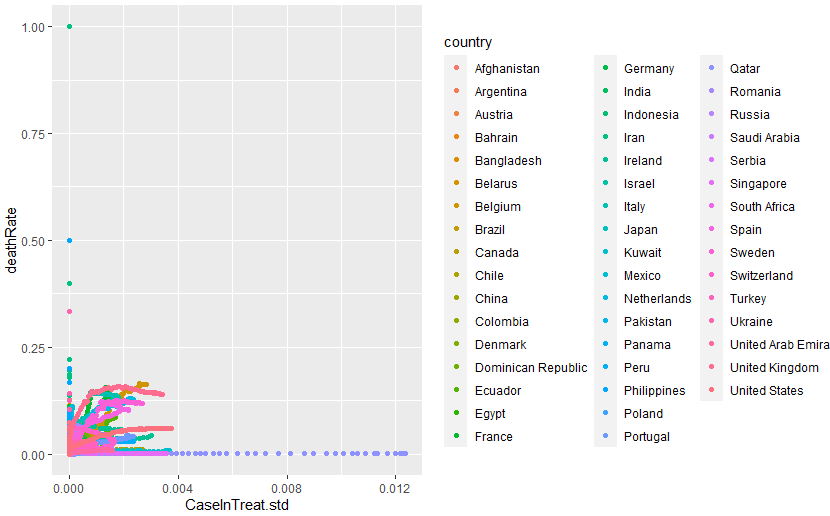 1.00
0.75
0.50
0.25
0.00
deathRate
0.000
0.004
0.008
0.012
CaseInTreat.std
country
Afghanistan
Argentina
Austria
Bahrain
Bangladesh
Belarus
Belgium
Brazil
Canada
Chile
China
Colombia
Denmark
Dominican Republic
Ecuador
Egypt
France
Germany
India
Indonesia
Iran
Ireland
Israel
Italy
Japan
Kuwait
Mexico
Netherlands
Pakistan
Panama
Peru
Philippines
Poland
Portugal
Qatar
Romania
Russia
Saudi Arabia
Serbia
Singapore
South Africa
Spain
Sweden
Switzerland
Turkey
Ukraine
United Arab Emira
United Kingdom
United States